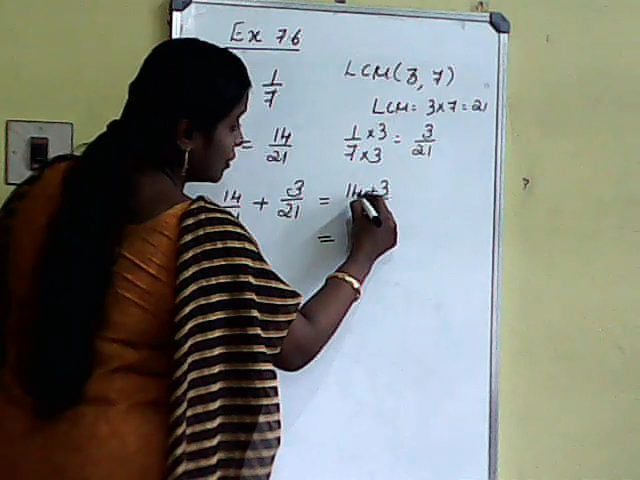 Ex 7.6
1/7
LCM(3, 7)
LCM = 3×7 = 21
= 14/21
1/7 ×3/×3 = 3/21
14 + 3/21 = 14+3
=